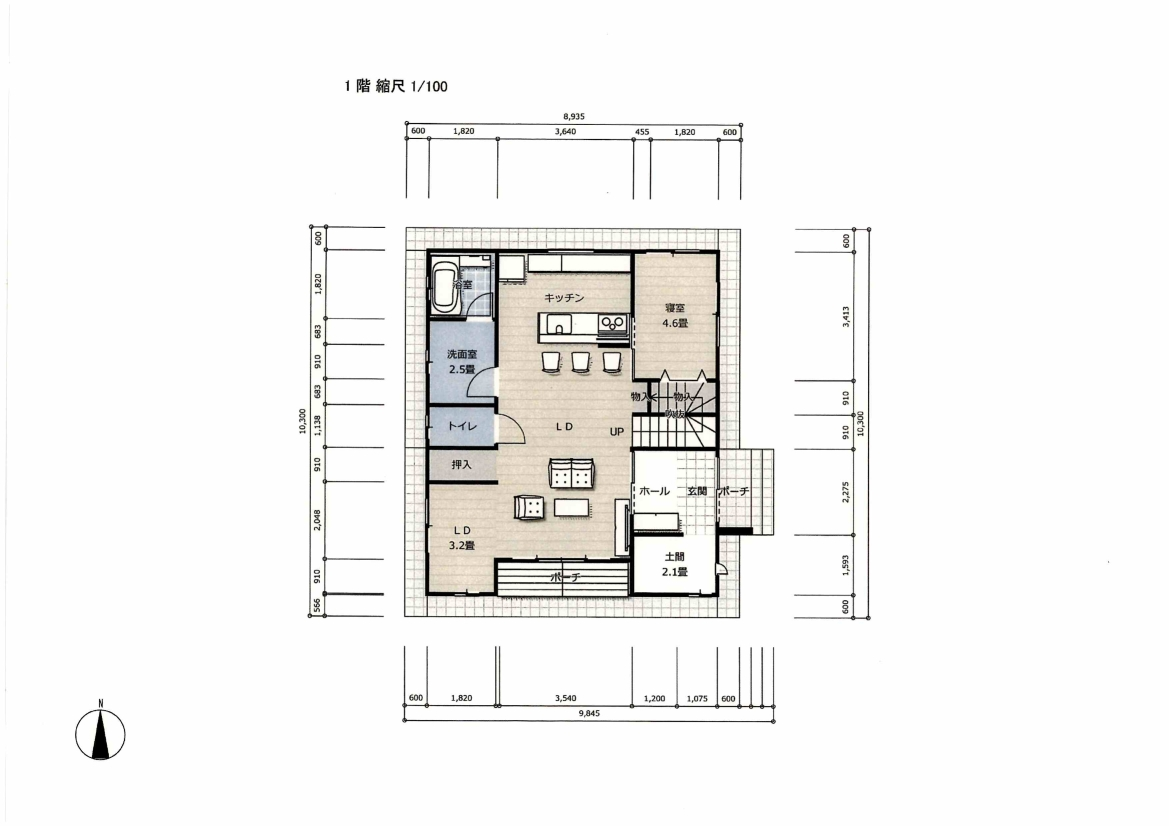 1階 縮尺 1/100
8,935
600 1,820 3,640 455 1,820 600
600
1,820
683
910
683
1,138
910
2,048
910
566
10,300
600
3,413
910
910
2,275
1,593
600
10,300
浴室
キッチン
寝室
4.6畳
洗面室
2.5畳
物入
物入
吹抜
トイレ
LD
UP
押入
ホール
玄関
ポーチ
LD
3.2畳
土間
2.1畳
ポーチ
600 1,820 3,540 1,200 1,075 600
9,845
N